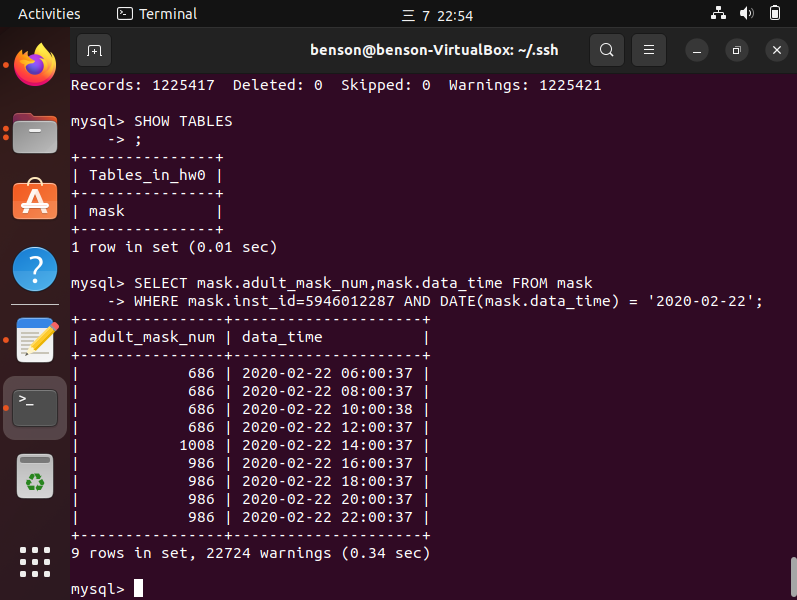 Activities
Terminal
三 7 22:54
benson@benson-VirtualBox: ~/.ssh
Records: 1225417  Deleted: 0  Skipped: 0  Warnings: 1225421
mysql> SHOW TABLES
    -> ;
+---------------+
| Tables_in_hw0 |
+---------------+
| mask          |
+---------------+
1 row in set (0.01 sec)
mysql> SELECT mask.adult_mask_num,mask.data_time FROM mask
    -> WHERE mask.inst_id=5946012287 AND DATE(mask.data_time) = '2020-02-22';
+----------------+---------------------+
| adult_mask_num | data_time           |
+----------------+---------------------+
|            686 | 2020-02-22 06:00:37 |
|            686 | 2020-02-22 08:00:37 |
|            686 | 2020-02-22 10:00:38 |
|            686 | 2020-02-22 12:00:37 |
|           1008 | 2020-02-22 14:00:37 |
|            986 | 2020-02-22 16:00:37 |
|            986 | 2020-02-22 18:00:37 |
|            986 | 2020-02-22 20:00:37 |
|            986 | 2020-02-22 22:00:37 |
+----------------+---------------------+
9 rows in set, 22724 warnings (0.34 sec)
mysql>